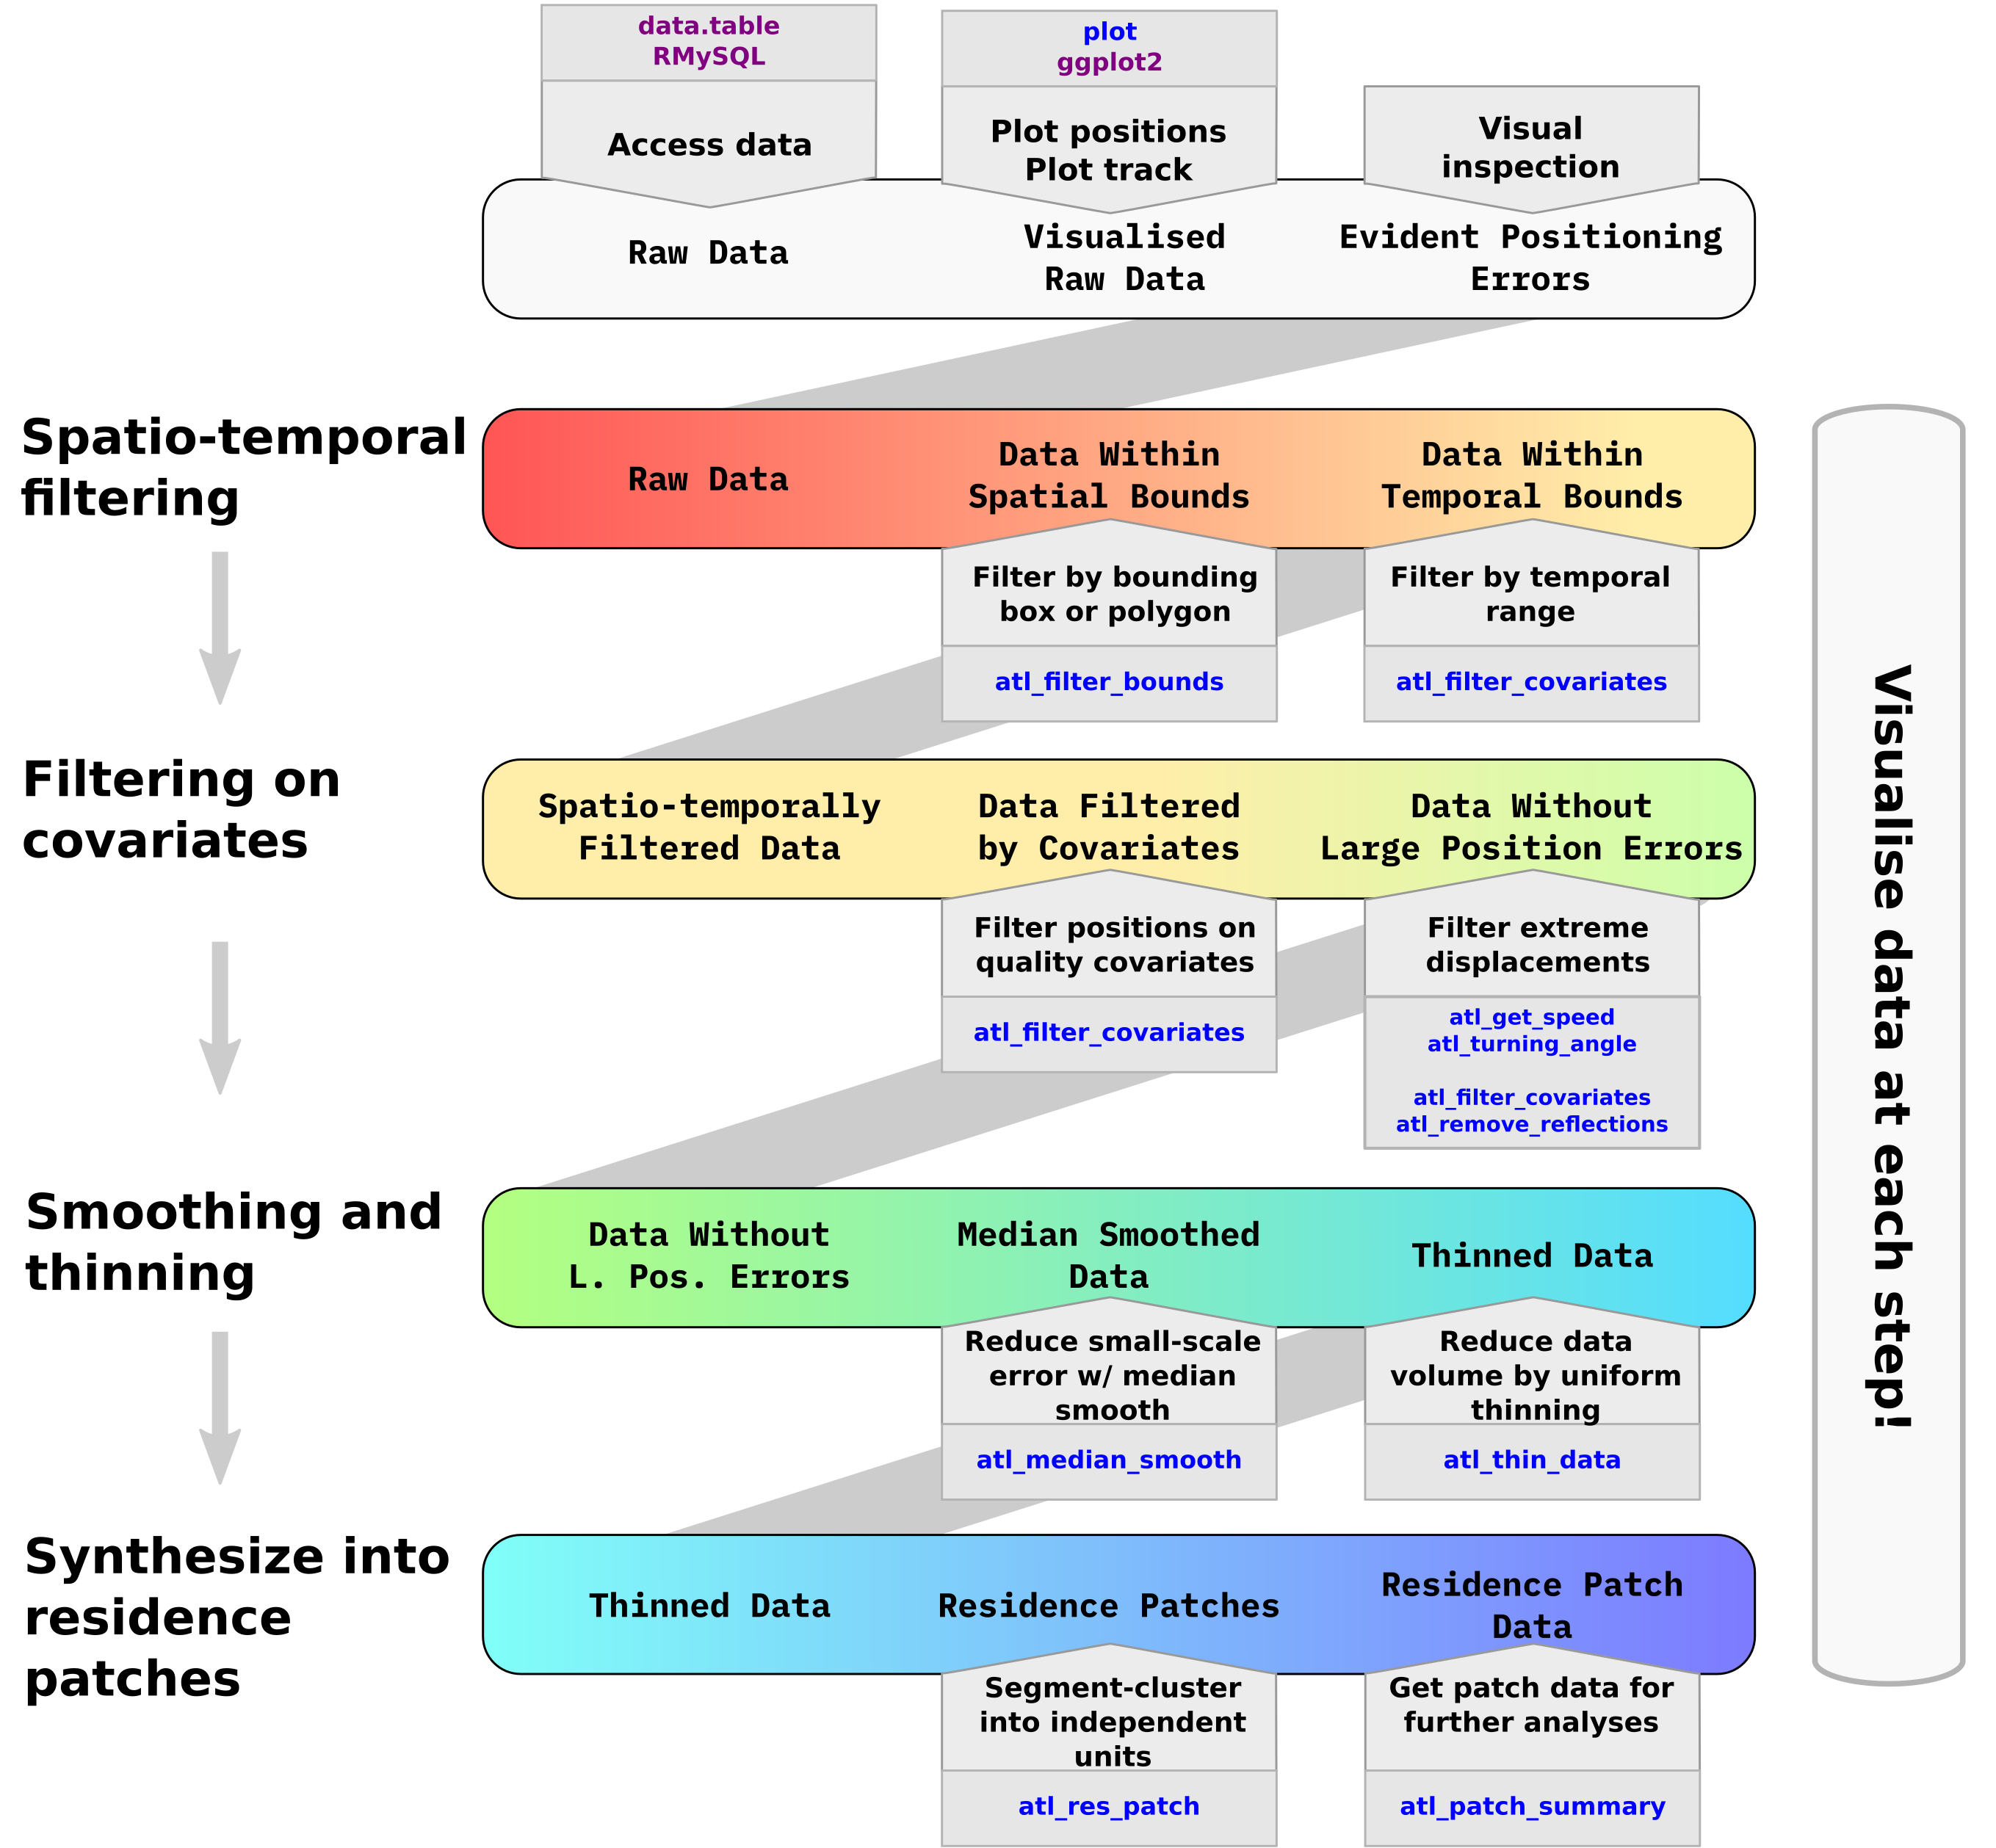 data.table
RMySQL
Access data
plot
ggplot2
Plot positions
Plot track
Visual
inspection
Raw Data
Visualised
Raw Data
Evident Positioning
Errors
Spatio-temporal
filtering
Raw Data
Data Within
Spatial Bounds
Data Within
Temporal Bounds
Filter by bounding
box or polygon
atl_filter_bounds
Filter by temporal
range
atl_filter_covariates
Filtering on
covariates
Spatio-temporally
Filtered Data
Data Filtered
by Covariates
Data Without
Large Position Errors
Filter positions on
quality covariates
atl_filter_covariates
Filter extreme
displacements
atl_get_speed
atl_turning_angle
atl_filter_covariates
atl_remove_reflections
Smoothing and
thinning
Data Without
L. Pos. Errors
Median Smoothed
Data
Thinned Data
Reduce small-scale
error w/ median
smooth
atl_median_smooth
Reduce data
volume by uniform
thinning
atl_thin_data
Synthesize into
residence
patches
Thinned Data
Residence Patches
Residence Patch
Data
Segment-cluster
into independent
units
atl_res_patch
Get patch data for
further analyses
atl_patch_summary
Visualise data at each step!